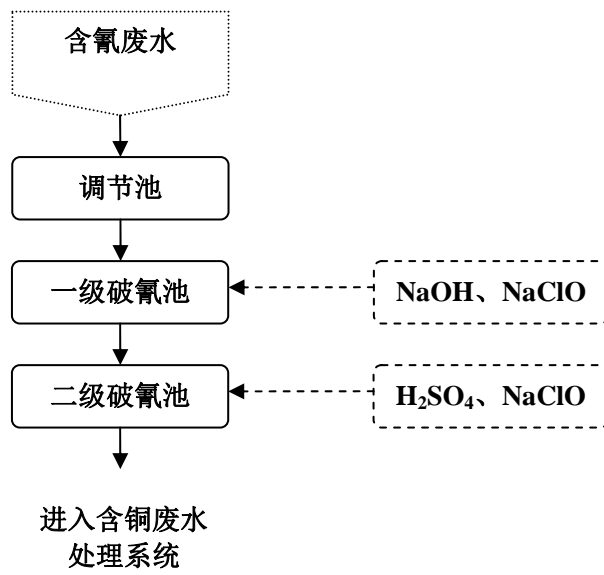 含氰废水
调节池
一级破氰池
NaOH、NaClO
二级破氰池
H₂SO₄、NaClO
进入含铜废水
处理系统